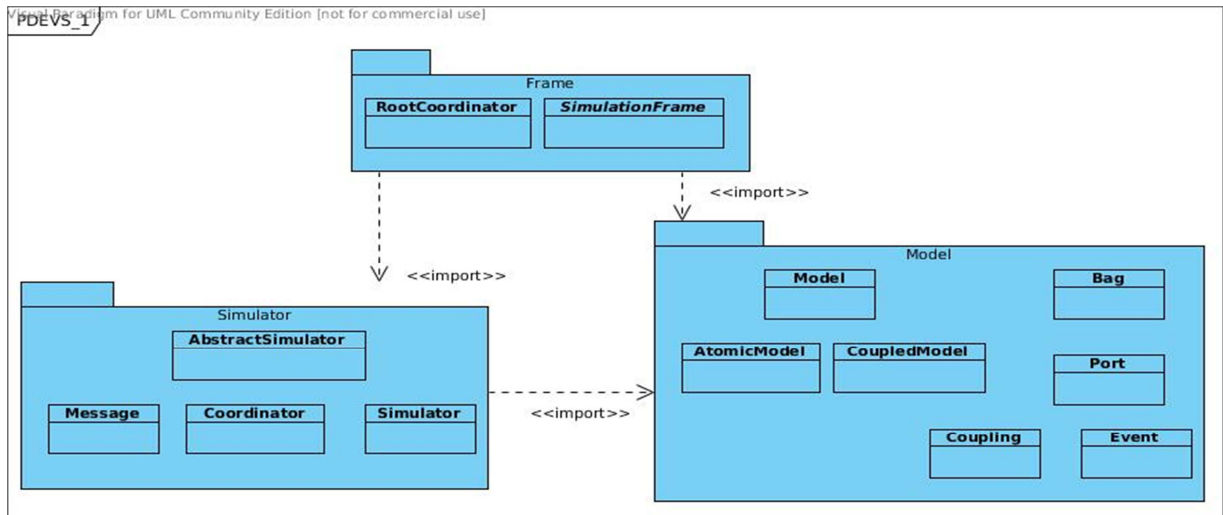 Visual Paradigm for UML Community Edition [not for commercial use]
PDEVS_1
Frame
RootCoordinator
SimulationFrame
<<import>>
<<import>>
Model
Model
Bag
AtomicModel
CoupledModel
Port
Coupling
Event
Simulator
AbstractSimulator
Message
Coordinator
Simulator
<<import>>